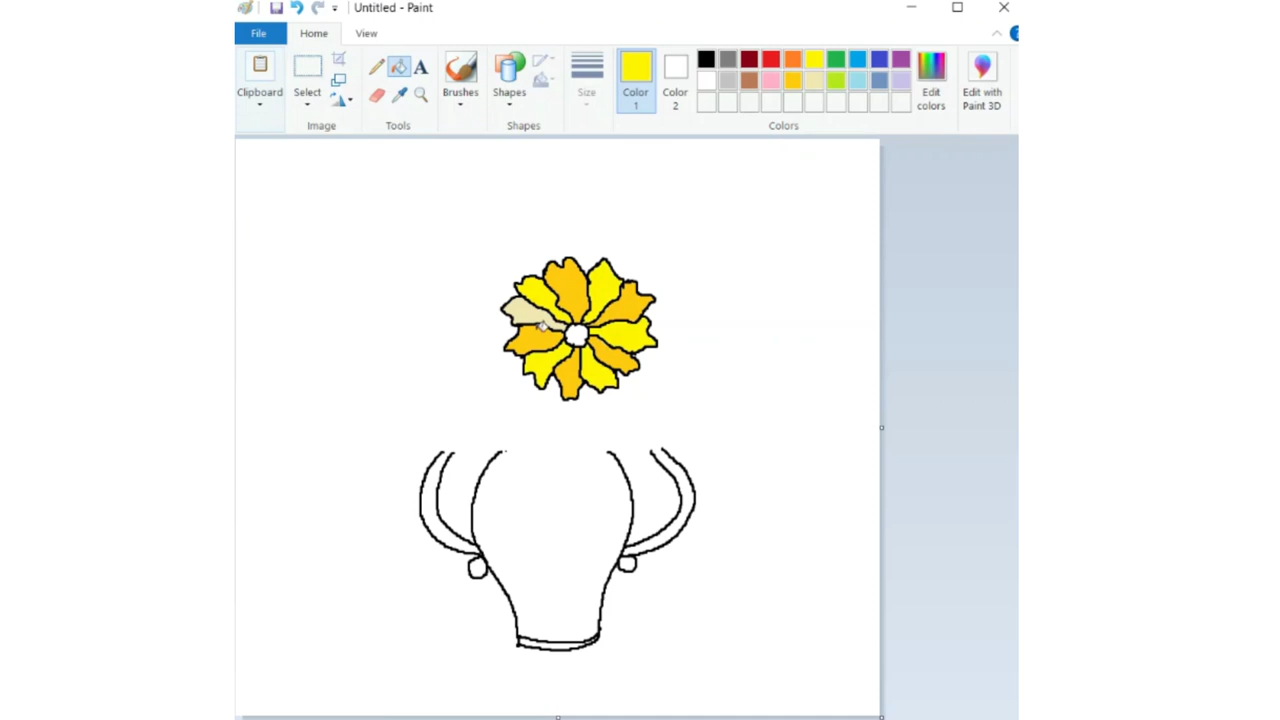 Untitled - Paint
File Home View
Clipboard Select Brushes Shapes Size Color 1 Color 2 Edit colors Edit with Paint 3D
A
Image Tools Shapes Colors